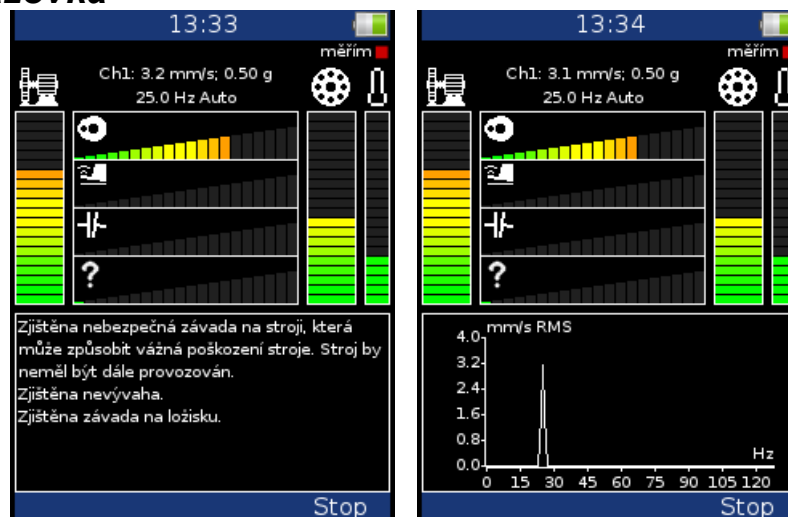 13:33
měřím
Ch1: 3.2 mm/s; 0.50 g
25.0 Hz Auto
?
Zjištěna nebezpečná závada na stroji, která
může způsobit vážná poškození stroje. Stroj by
neměl být dále provozován.
Zjištěna nevývaha.
Zjištěna závada na ložisku.
Stop
13:34
měřím
Ch1: 3.1 mm/s; 0.50 g
25.0 Hz Auto
?
mm/s RMS
4.0
3.2
2.4
1.6
0.8
0.0
Hz
0 15 30 45 60 75 90 105 120
Stop